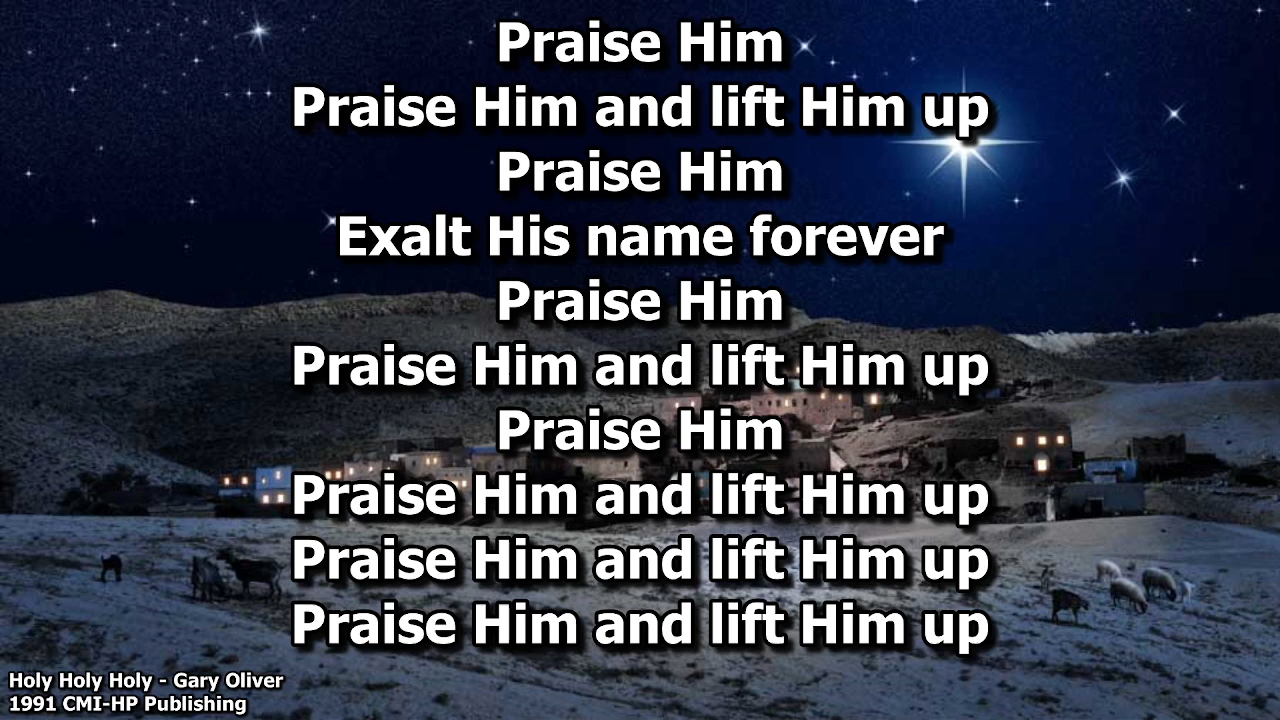 Praise Him
Praise Him and lift Him up
Praise Him
Exalt His name forever
Praise Him
Praise Him and lift Him up
Praise Him
Praise Him and lift Him up
Praise Him and lift Him up
Praise Him and lift Him up
Holy Holy Holy - Gary Oliver
1991 CMI-HP Publishing